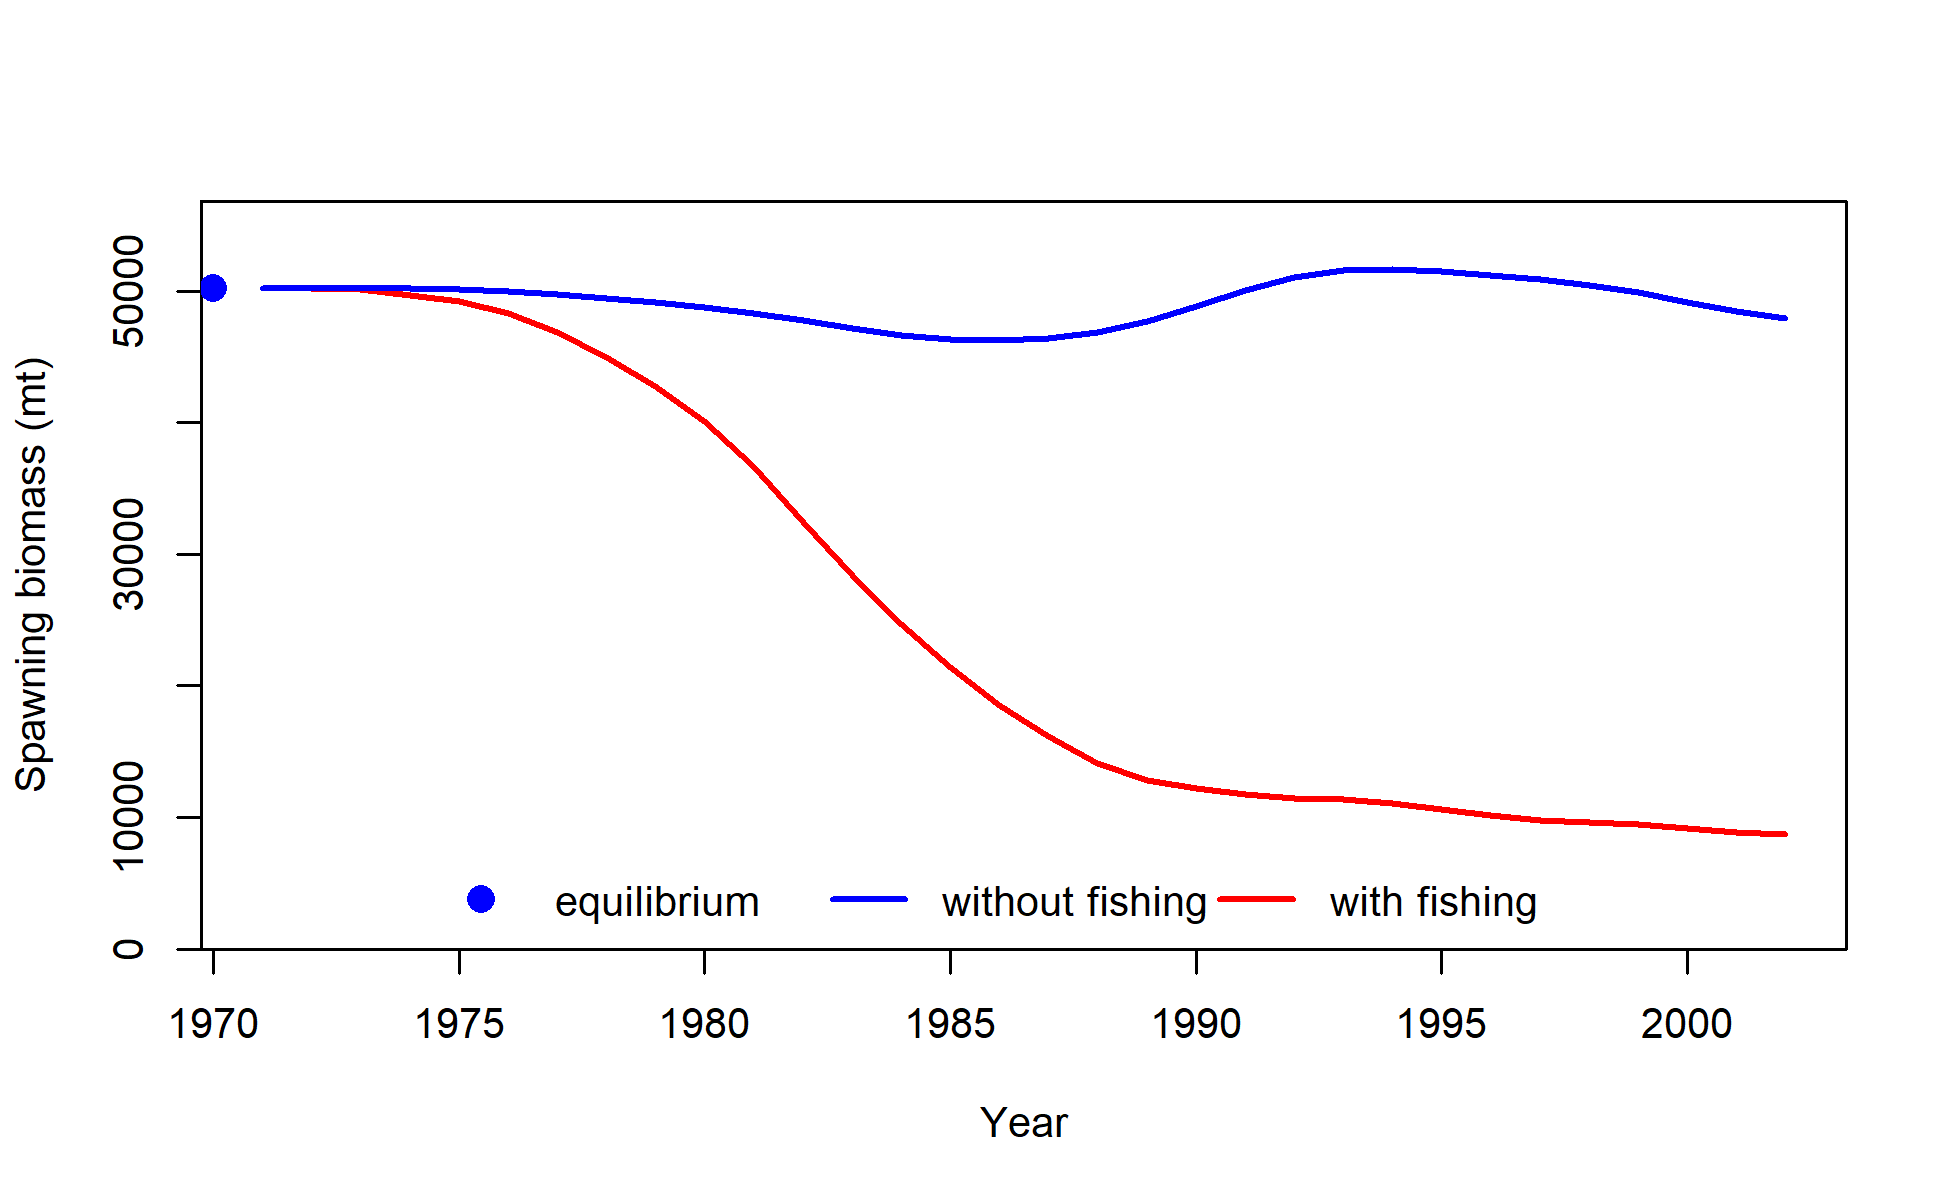 Spawning biomass (mt)
50000
30000
10000
0
equilibrium without fishing with fishing
1970 1975 1980 1985 1990 1995 2000
Year